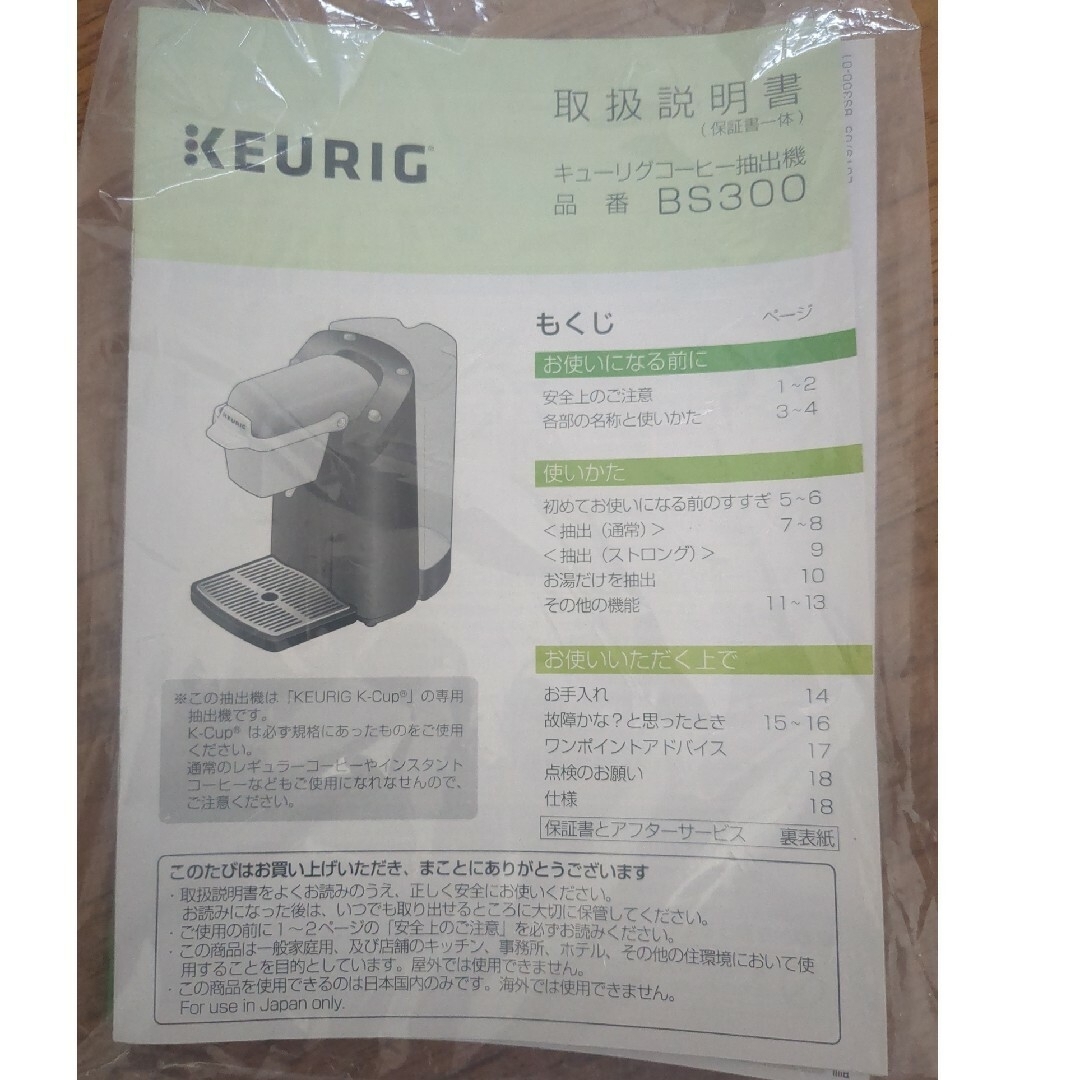 KEURIG
取扱説明書
(保証書一体)
キューリグコーヒー抽出機
品番 BS300
KEURIG
もくじ ページ
お使いになる前に
安全上のご注意 1~2
各部の名称と使いかた 3~4
使いかた
初めてお使いになる前のすすぎ 5~6
<抽出(通常)> 7~8
<抽出(ストロング)> 9
お湯だけを抽出 10
その他の機能 11~13
お使いいただく上で
お手入れ 14
故障かな?と思ったとき 15~16
ワンポイントアドバイス 17
点検のお願い 18
仕様 18
保証書とアフターサービス 裏表紙
※この抽出機は「KEURIG K-Cup®」の専用
抽出機です。
K-Cup® は必ず規格にあったものをご使用
ください。
通常のレギュラーコーヒーやインスタント
コーヒーなどもご使用になれなせんので、
ご注意ください。
このたびはお買い上げいただき、まことにありがとうございます
・取扱説明書をよくお読みのうえ、正しく安全にお使いください。
お読みになった後は、いつでも取り出せるところに大切に保管してください。
・ご使用の前に1~2ページの「安全上のご注意」を必ずお読みください。
・この商品は一般家庭用、及び店舗のキッチン、事務所、ホテル、その他の住環境において使
用することを目的としています。屋外では使用できません。
・この商品を使用できるのは日本国内のみです。海外では使用できません。
For use in Japan only.